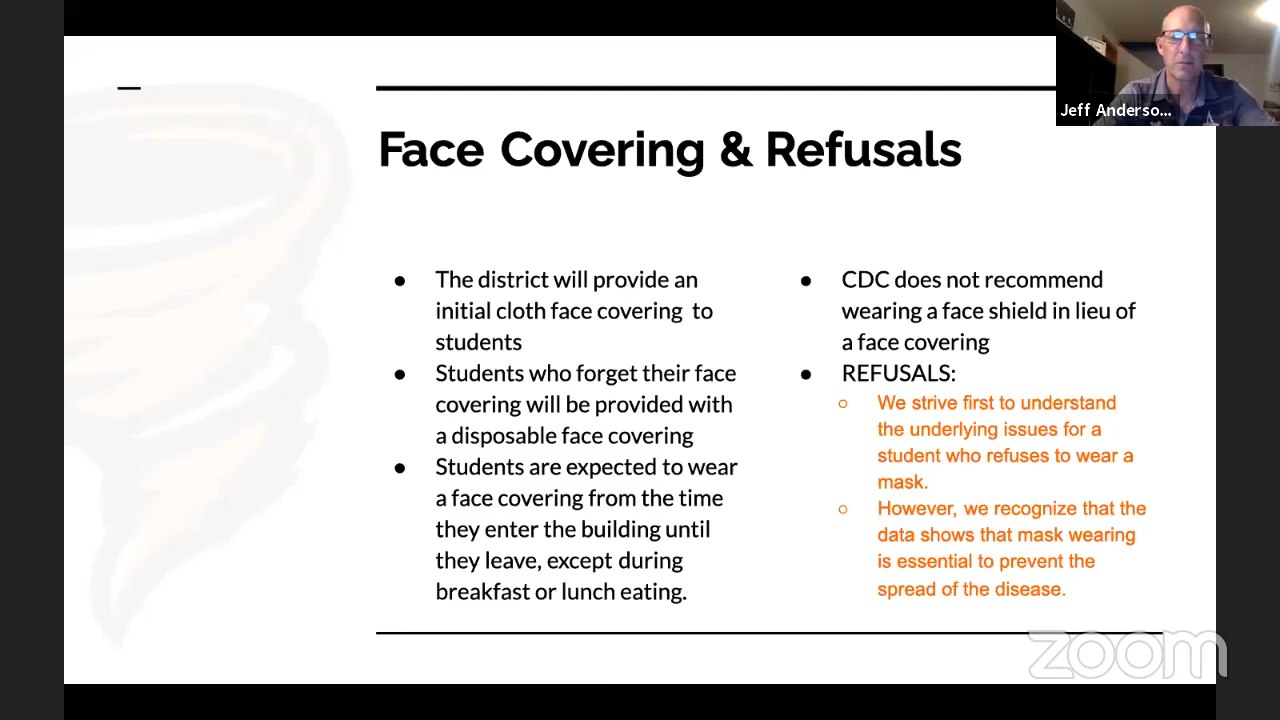 Jeff Anderso...
Face Covering & Refusals
● The district will provide an
initial cloth face covering to
students
● Students who forget their face
covering will be provided with
a disposable face covering
● Students are expected to wear
a face covering from the time
they enter the building until
they leave, except during
breakfast or lunch eating.
● CDC does not recommend
wearing a face shield in lieu of
a face covering
● REFUSALS:
○ We strive first to understand
the underlying issues for a
student who refuses to wear a
mask.
○ However, we recognize that the
data shows that mask wearing
is essential to prevent the
spread of the disease.
zoom